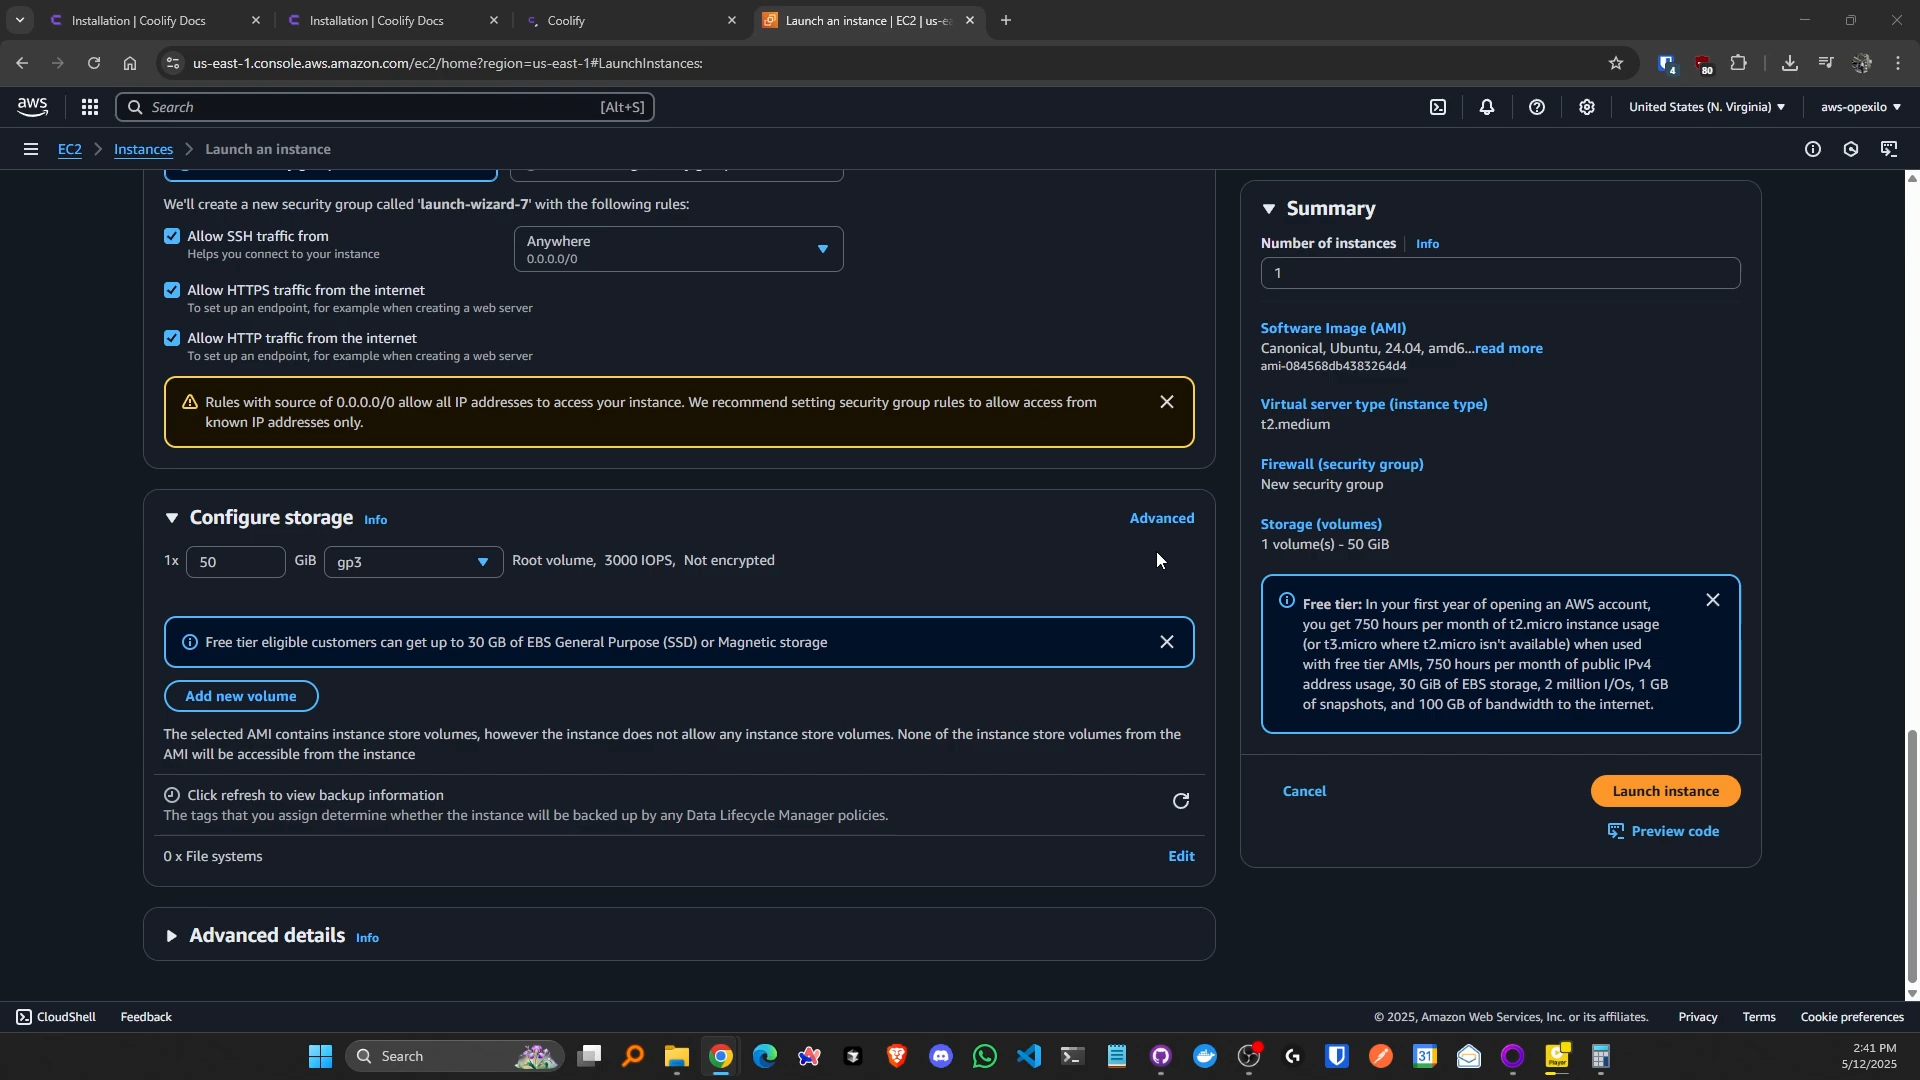 Installation | Coolify Docs
Installation | Coolify Docs
Coolify
Launch an instance | EC2 | us-ea
us-east-1.console.aws.amazon.com/ec2/home?region=us-east-1#LaunchInstances:
4
80
aws
Search
[Alt+S]
United States (N. Virginia)
aws-opexilo
EC2
Instances
Launch an instance
We'll create a new security group called 'launch-wizard-7' with the following rules:
Allow SSH traffic from
Helps you connect to your instance
Anywhere
0.0.0.0/0
Allow HTTPS traffic from the internet
To set up an endpoint, for example when creating a web server
Allow HTTP traffic from the internet
To set up an endpoint, for example when creating a web server
Rules with source of 0.0.0.0/0 allow all IP addresses to access your instance. We recommend setting security group rules to allow access from
known IP addresses only.
Configure storage Info
Advanced
1x
50
GiB
gp3
Root volume, 3000 IOPS, Not encrypted
Free tier eligible customers can get up to 30 GB of EBS General Purpose (SSD) or Magnetic storage
Add new volume
The selected AMI contains instance store volumes, however the instance does not allow any instance store volumes. None of the instance store volumes from the
AMI will be accessible from the instance
Click refresh to view backup information
The tags that you assign determine whether the instance will be backed up by any Data Lifecycle Manager policies.
0 x File systems
Edit
Advanced details Info
Summary
Number of instances
Info
1
Software Image (AMI)
Canonical, Ubuntu, 24.04, amd6...read more
ami-084568db4383264d4
Virtual server type (instance type)
t2.medium
Firewall (security group)
New security group
Storage (volumes)
1 volume(s) - 50 GiB
Free tier: In your first year of opening an AWS account,
you get 750 hours per month of t2.micro instance usage
(or t3.micro where t2.micro isn't available) when used
with free tier AMIs, 750 hours per month of public IPv4
address usage, 30 GiB of EBS storage, 2 million I/Os, 1 GB
of snapshots, and 100 GB of bandwidth to the internet.
Cancel
Launch instance
Preview code
CloudShell
Feedback
© 2025, Amazon Web Services, Inc. or its affiliates.
Privacy
Terms
Cookie preferences
Search
31
2:41 PM
5/12/2025